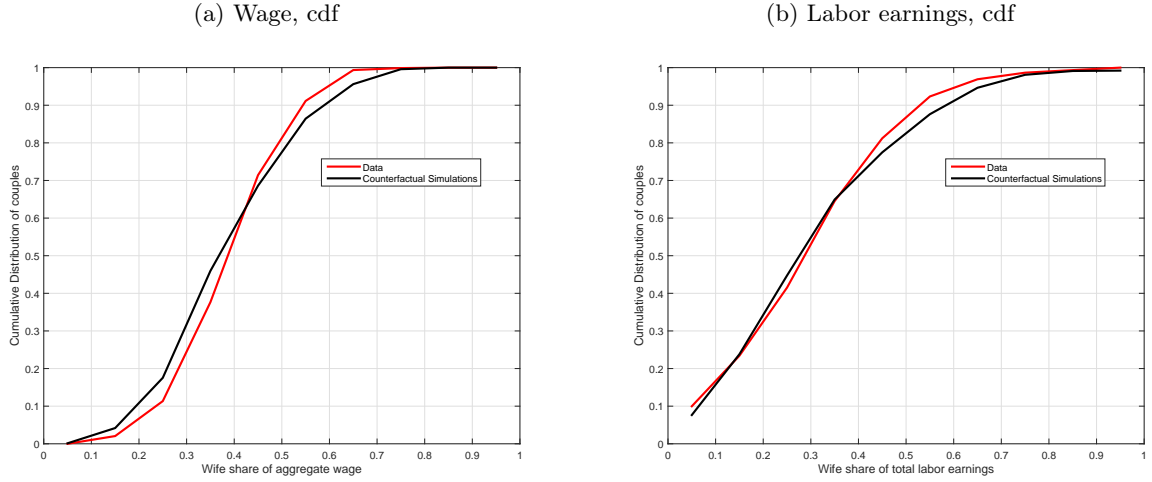 (a) Wage, cdf
Cumulative Distribution of couples
1
0.9
0.8
0.7
0.6
0.5
0.4
0.3
0.2
0.1
0
Data
Counterfactual Simulations
0 0.1 0.2 0.3 0.4 0.5 0.6 0.7 0.8 0.9 1
Wife share of aggregate wage
(b) Labor earnings, cdf
Cumulative Distribution of couples
1
0.9
0.8
0.7
0.6
0.5
0.4
0.3
0.2
0.1
0
Data
Counterfactual Simulations
0 0.1 0.2 0.3 0.4 0.5 0.6 0.7 0.8 0.9 1
Wife share of total labor earnings